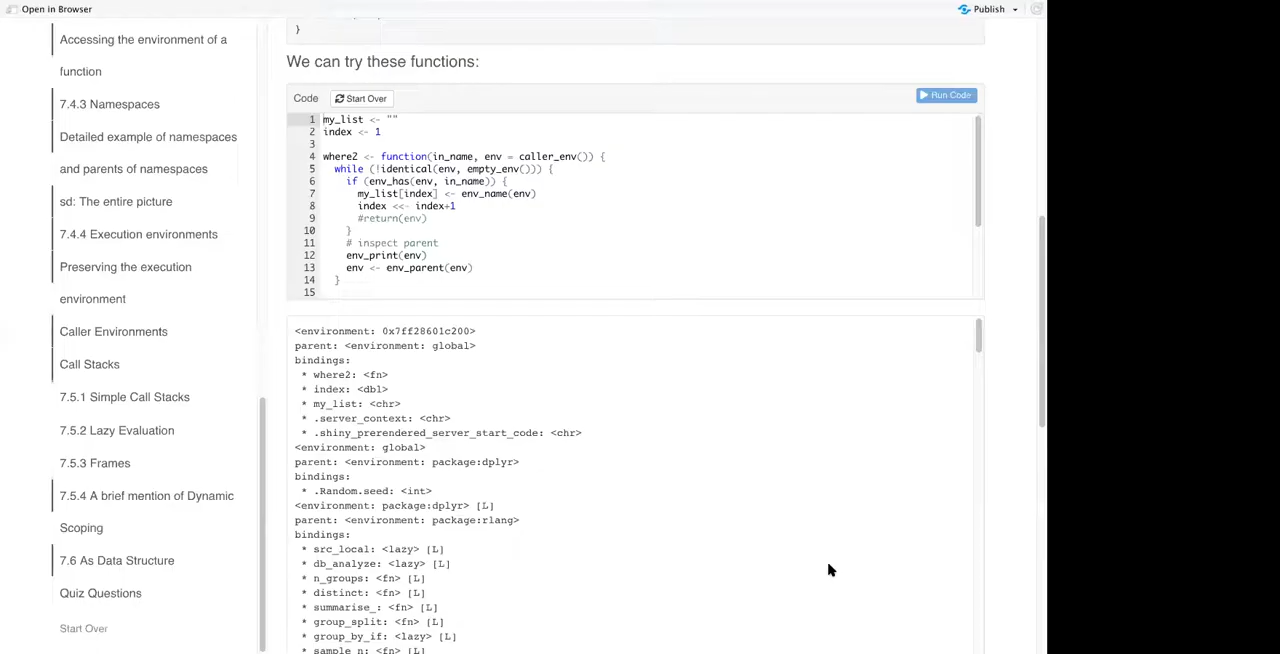 Open in Browser
Publish
Accessing the environment of a
function
7.4.3 Namespaces
Detailed example of namespaces
and parents of namespaces
sd: The entire picture
7.4.4 Execution environments
Preserving the execution
environment
Caller Environments
Call Stacks
7.5.1 Simple Call Stacks
7.5.2 Lazy Evaluation
7.5.3 Frames
7.5.4 A brief mention of Dynamic
Scoping
7.6 As Data Structure
Quiz Questions
Start Over
}
We can try these functions:
Code
Start Over
Run Code
1 my_list <- ""
2 index <- 1
3
4 where2 <- function(in_name, env = caller_env()) {
5 while (!identical(env, empty_env())) {
6 if (env_has(env, in_name)) {
7 my_list[index] <- env_name(env)
8 index <<- index+1
9 #return(env)
10 }
11 # inspect parent
12 env_print(env)
13 env <- env_parent(env)
14 }
15
<environment: 0x7ff28601c200>
parent: <environment: global>
bindings:
* where2: <fn>
* index: <dbl>
* my_list: <chr>
* .server_context: <chr>
* .shiny_prerendered_server_start_code: <chr>
<environment: global>
parent: <environment: package:dplyr>
bindings:
* .Random.seed: <int>
<environment: package:dplyr> [L]
parent: <environment: package:rlang>
bindings:
* src_local: <lazy> [L]
* db_analyze: <lazy> [L]
* n_groups: <fn> [L]
* distinct: <fn> [L]
* summarise_: <fn> [L]
* group_split: <fn> [L]
* group_by_if: <lazy> [L]
* sample_n: <fn> [L]